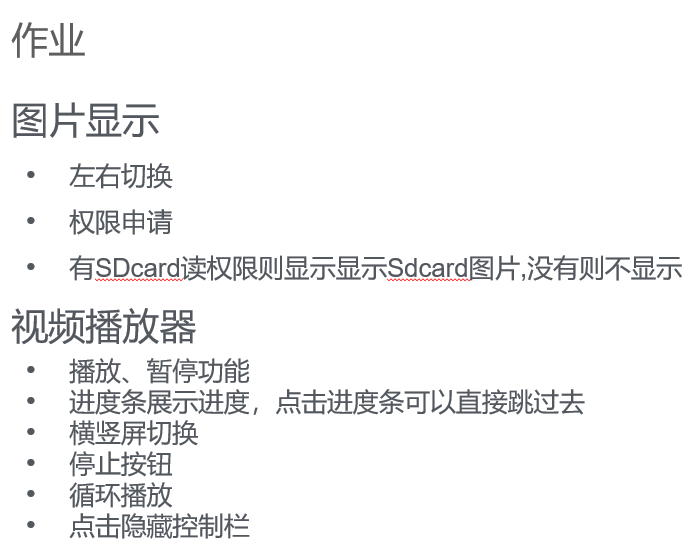 作业
图片显示
• 左右切换
• 权限申请
• 有SDcard读权限则显示显示Sdcard图片,没有则不显示
视频播放器
• 播放、暂停功能
• 进度条展示进度，点击进度条可以直接跳过去
• 横竖屏切换
• 停止按钮
• 循环播放
• 点击隐藏控制栏